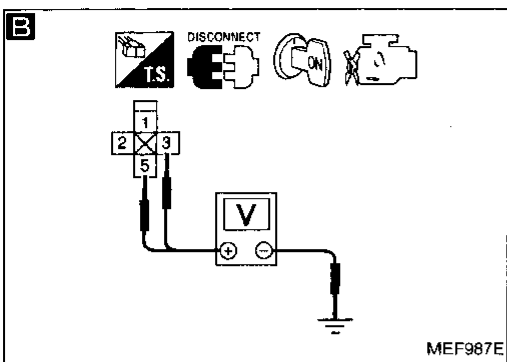 B
DISCONNECT
T.S.
ON
1
2 3
5
V
+ −
MEF987E